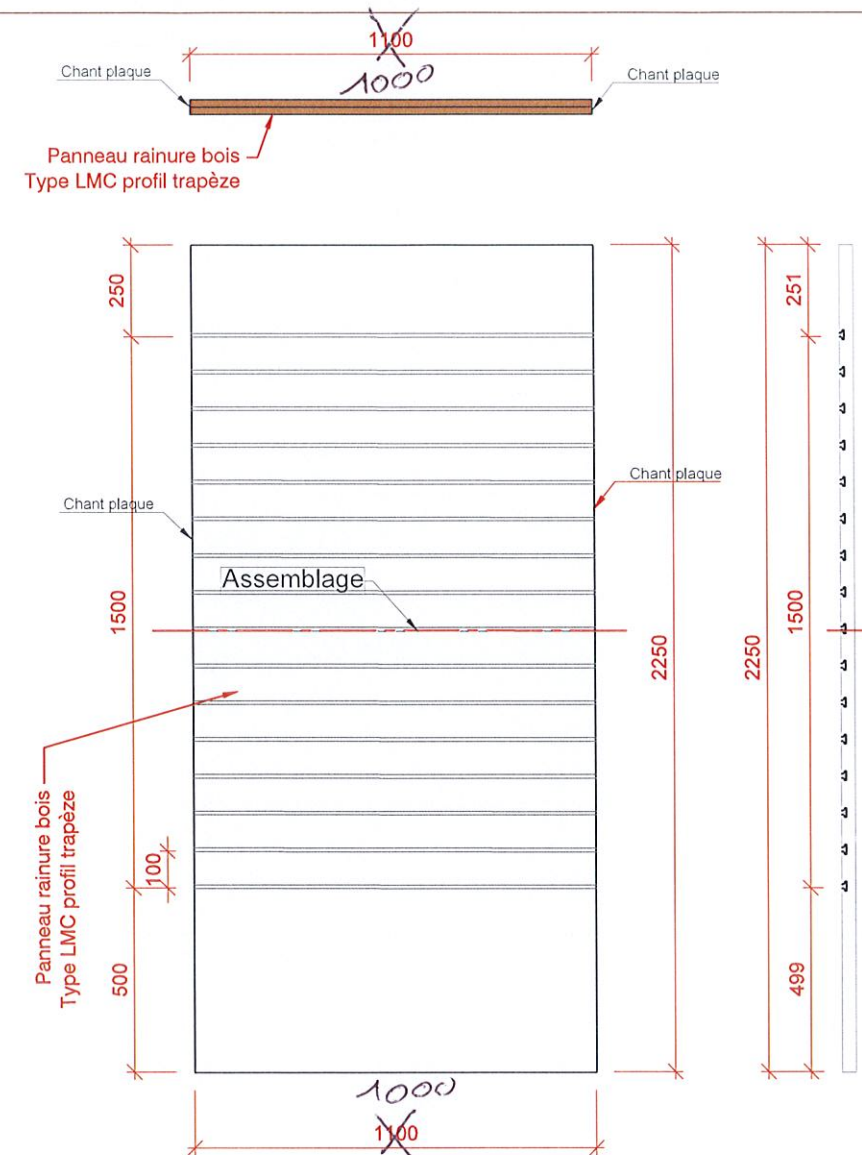 1100
1000
Chant plaque
Chant plaque
Panneau rainure bois
Type LMC profil trapèze
250
251
Chant plaque
Chant plaque
Assemblage
1500
2250
2250
1500
Panneau rainure bois
Type LMC profil trapèze
100
500
499
1000
1100